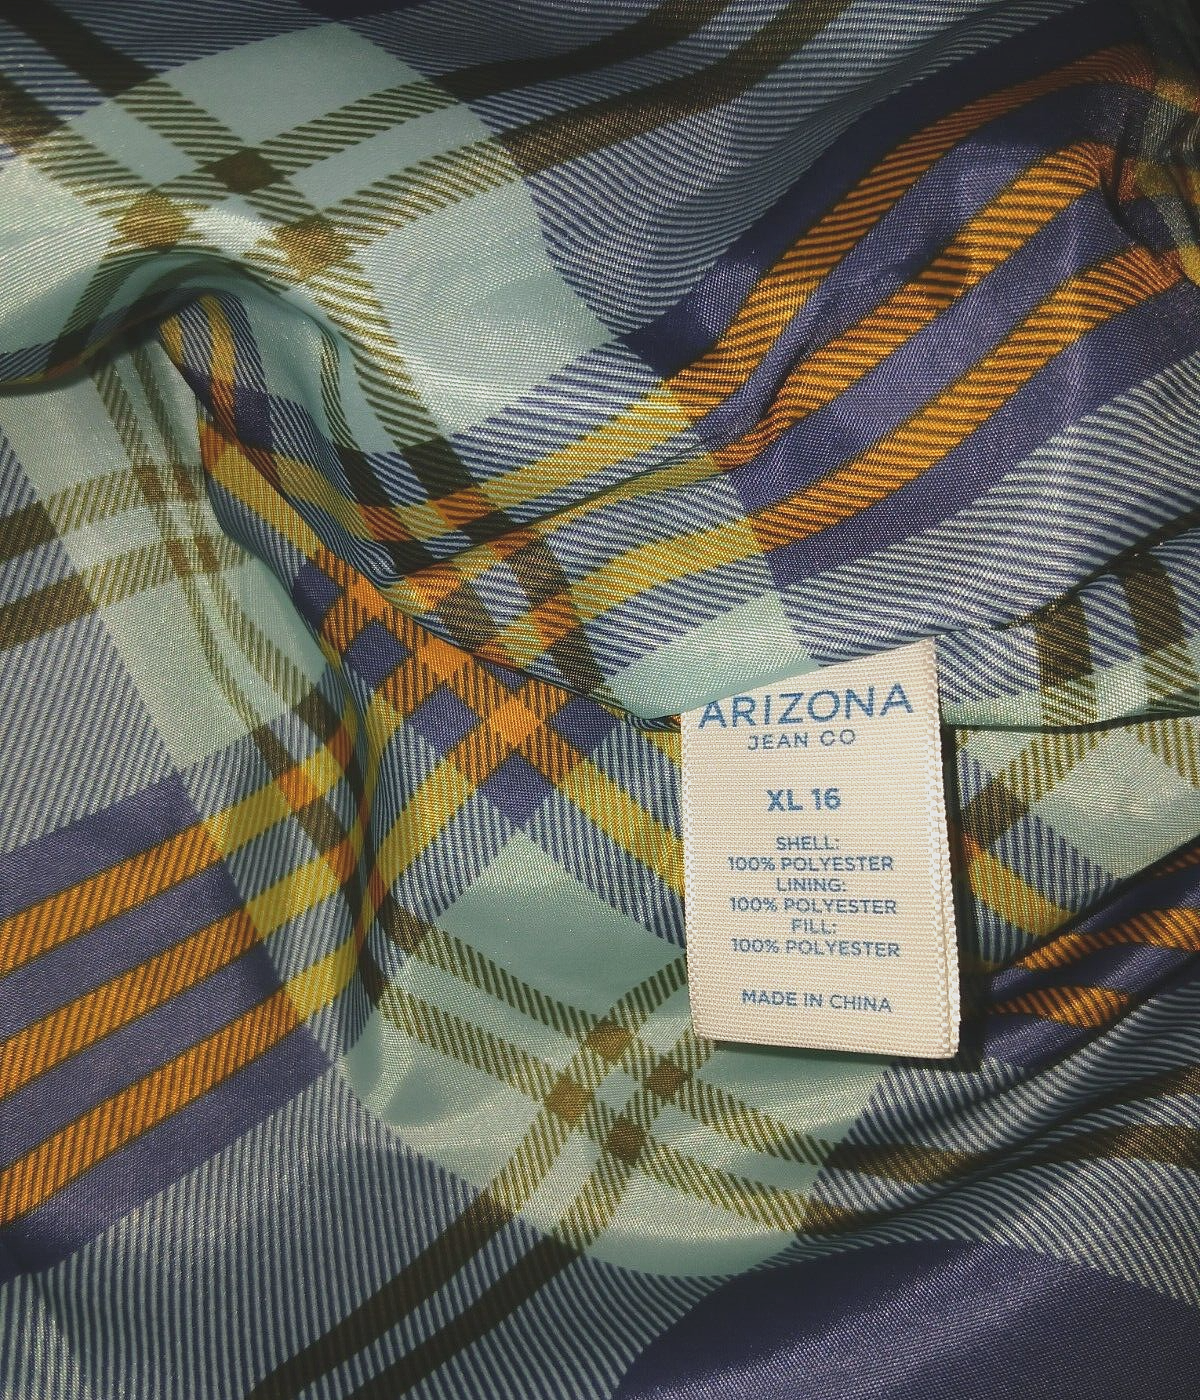 ARIZONA
JEAN CO
XL 16
SHELL:
100% POLYESTER
LINING:
100% POLYESTER
FILL:
100% POLYESTER
MADE IN CHINA